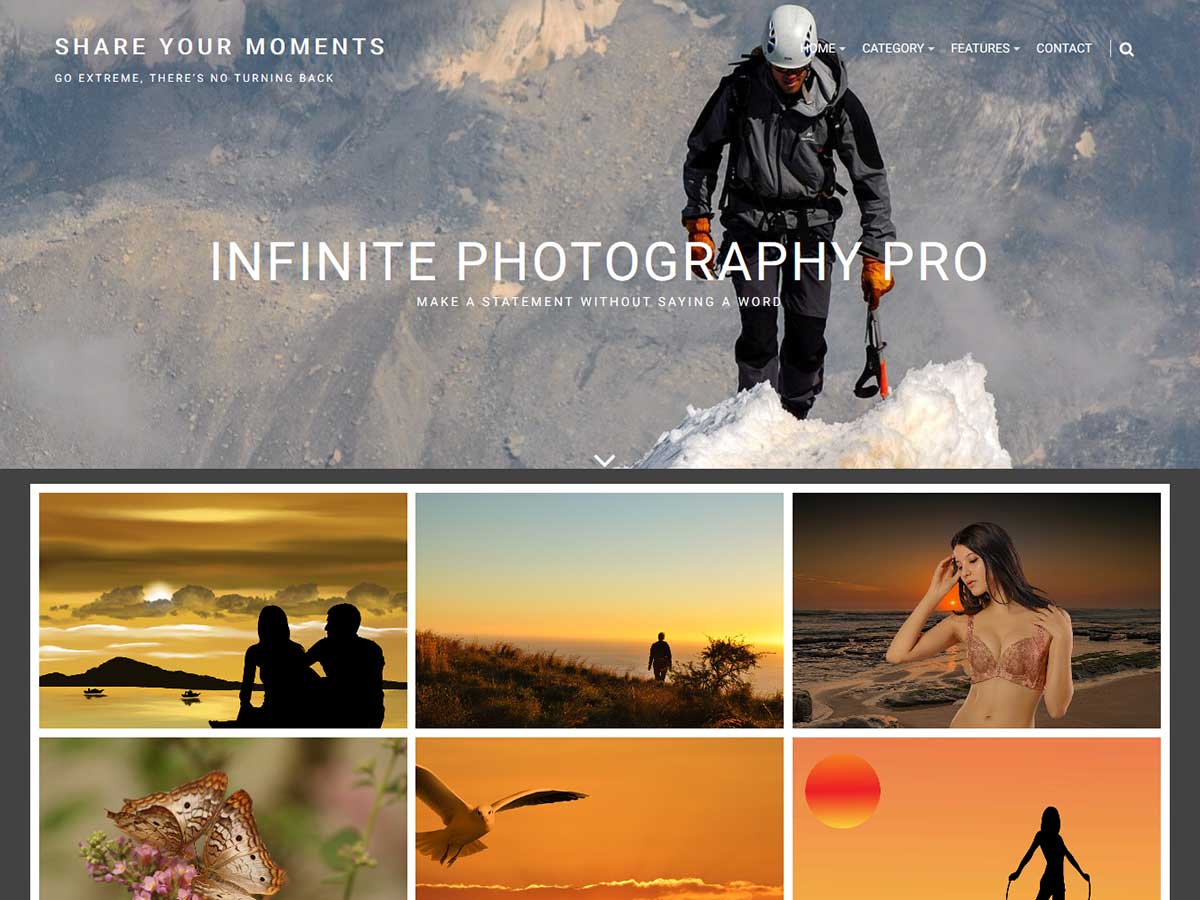 SHARE YOUR MOMENTS
GO EXTREME, THERE'S NO TURNING BACK
HOME
CATEGORY
FEATURES
CONTACT
INFINITE PHOTOGRAPHY PRO
MAKE A STATEMENT WITHOUT SAYING A WORD